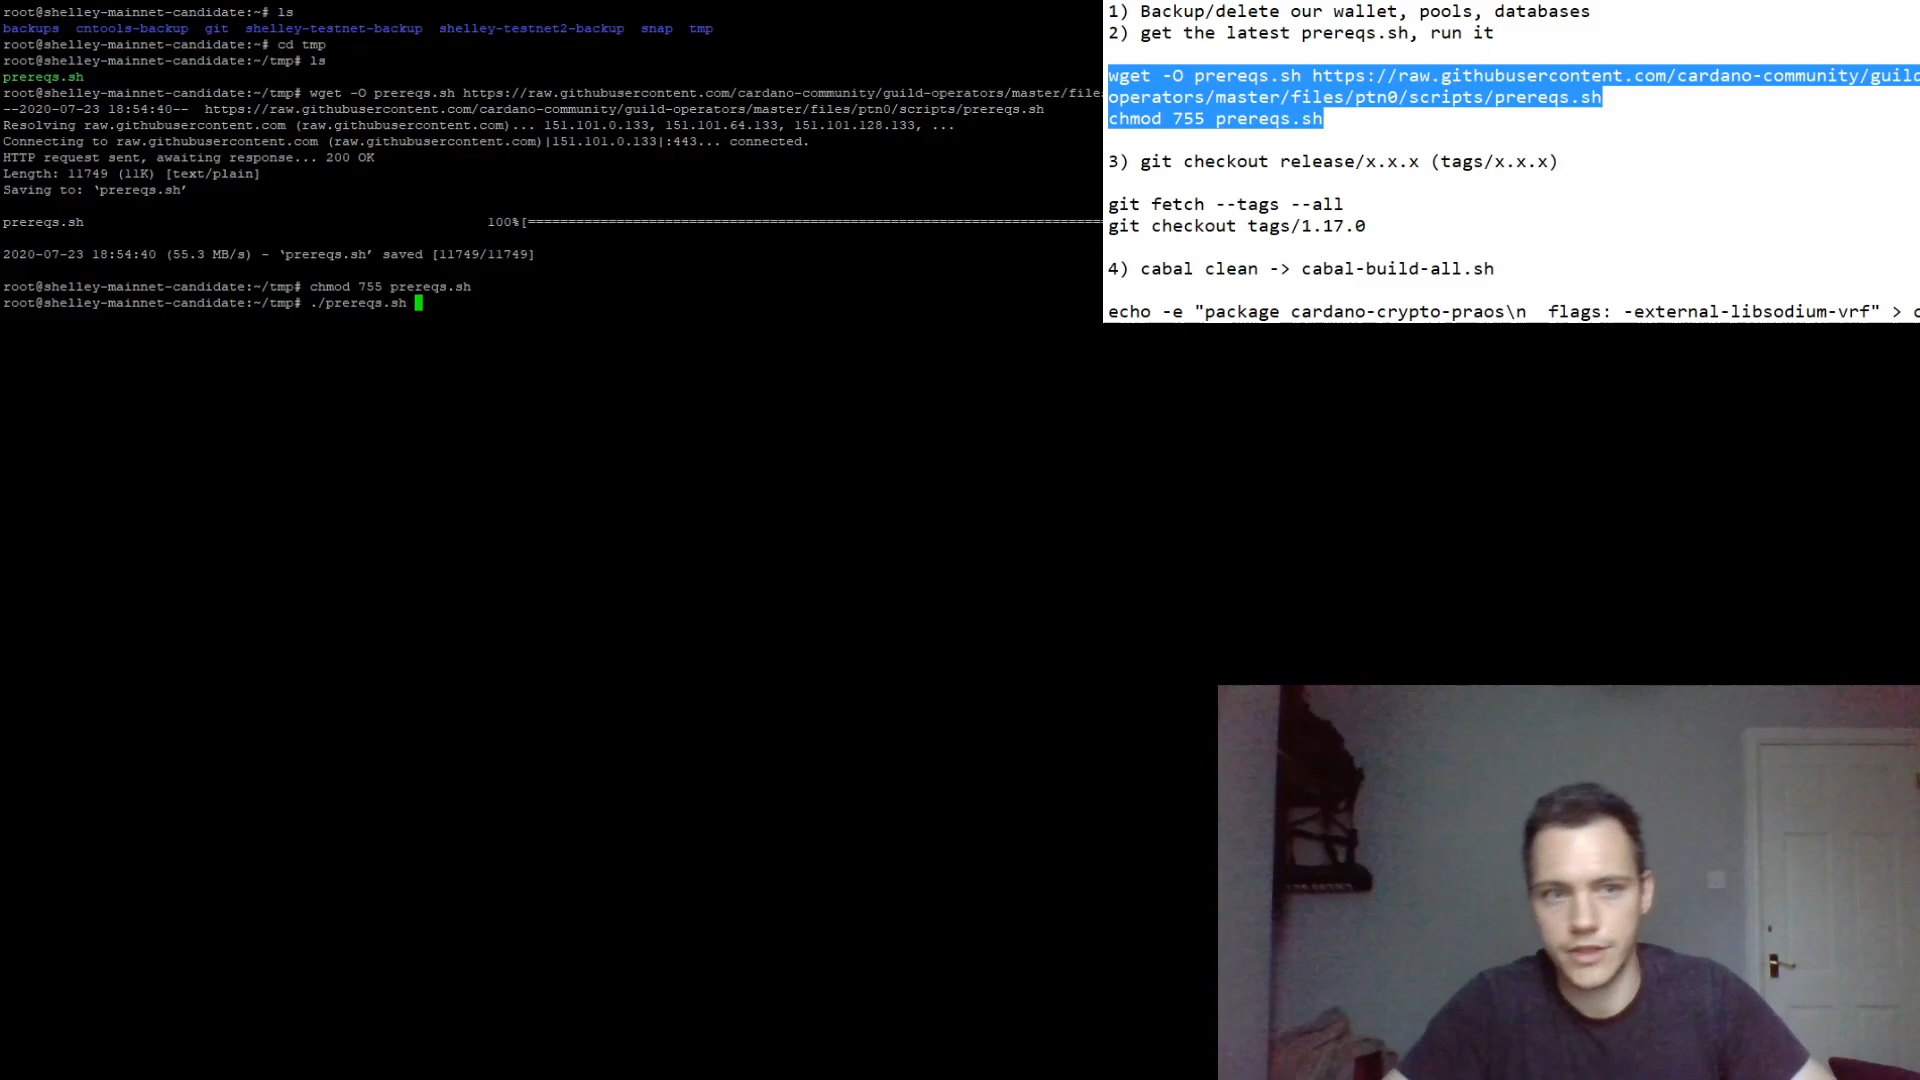 root@shelley-mainnet-candidate:~# ls
backups  cntools-backup  git  shelley-testnet-backup  shelley-testnet2-backup  snap  tmp
root@shelley-mainnet-candidate:~# cd tmp
root@shelley-mainnet-candidate:~/tmp# ls
prereqs.sh
root@shelley-mainnet-candidate:~/tmp# wget -O prereqs.sh https://raw.githubusercontent.com/cardano-community/guild-operators/master/files
--2020-07-23 18:54:40--  https://raw.githubusercontent.com/cardano-community/guild-operators/master/files/ptn0/scripts/prereqs.sh
Resolving raw.githubusercontent.com (raw.githubusercontent.com)... 151.101.0.133, 151.101.64.133, 151.101.128.133, ...
Connecting to raw.githubusercontent.com (raw.githubusercontent.com)|151.101.0.133|:443... connected.
HTTP request sent, awaiting response... 200 OK
Length: 11749 (11K) [text/plain]
Saving to: ‘prereqs.sh’
prereqs.sh 100%[========================================================================
2020-07-23 18:54:40 (55.3 MB/s) - ‘prereqs.sh’ saved [11749/11749]
root@shelley-mainnet-candidate:~/tmp# chmod 755 prereqs.sh
root@shelley-mainnet-candidate:~/tmp# ./prereqs.sh
1) Backup/delete our wallet, pools, databases
2) get the latest prereqs.sh, run it
wget -O prereqs.sh https://raw.githubusercontent.com/cardano-community/guild
operators/master/files/ptn0/scripts/prereqs.sh
chmod 755 prereqs.sh
3) git checkout release/x.x.x (tags/x.x.x)
git fetch --tags --all
git checkout tags/1.17.0
4) cabal clean -> cabal-build-all.sh
echo -e "package cardano-crypto-praos\n  flags: -external-libsodium-vrf" >